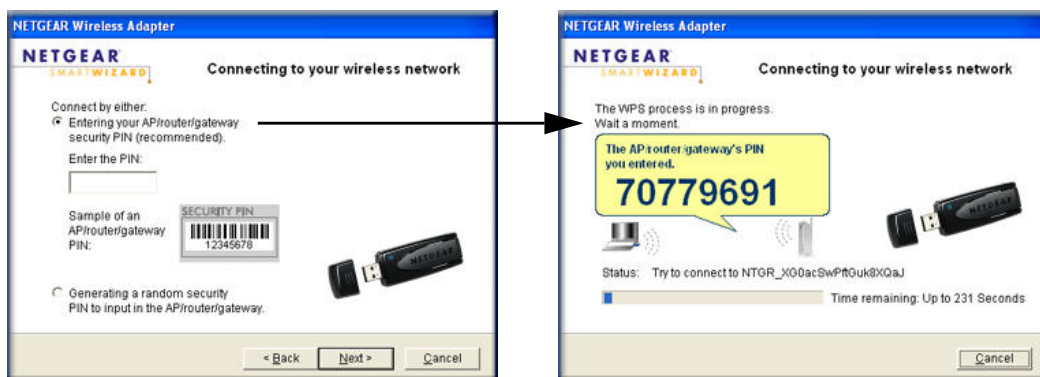 NETGEAR Wireless Adapter
NETGEAR
SMARTWIZARD
Connecting to your wireless network
Connect by either:
Entering your AP/router/gateway
security PIN (recommended).
Enter the PIN:
Sample of an
AP/router/gateway
PIN:
SECURITY PIN
12345678
NETGEAR
Generating a random security
PIN to input in the AP/router/gateway.
< Back
Next >
Cancel
NETGEAR Wireless Adapter
NETGEAR
SMARTWIZARD
Connecting to your wireless network
The WPS process is in progress.
Wait a moment.
The AP/router/gateway's PIN
you entered.
70779691
NETGEAR
Status: Try to connect to NTGR_XG0acSwPftGuk8XQaJ
Time remaining: Up to 231 Seconds
Cancel